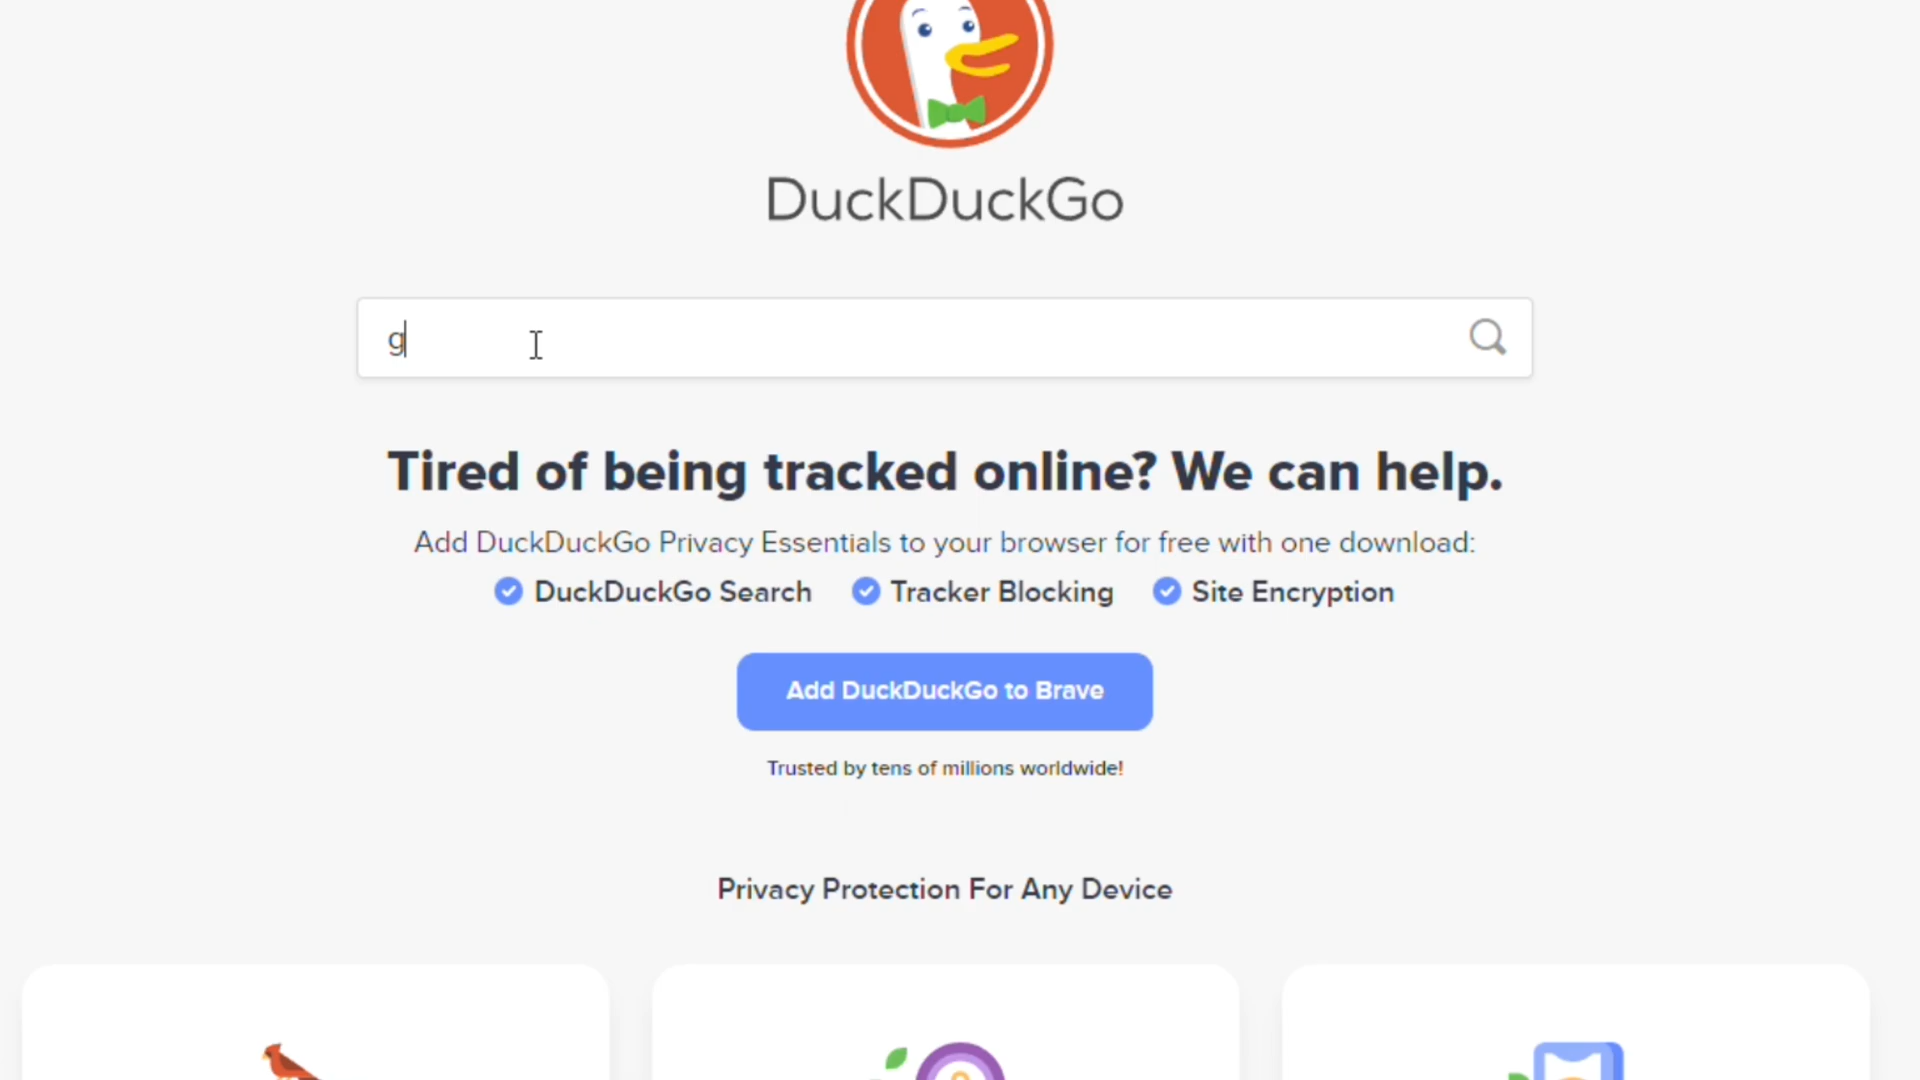 DuckDuckGo
g
Tired of being tracked online? We can help.
Add DuckDuckGo Privacy Essentials to your browser for free with one download:
DuckDuckGo Search Tracker Blocking Site Encryption
Add DuckDuckGo to Brave
Trusted by tens of millions worldwide!
Privacy Protection For Any Device